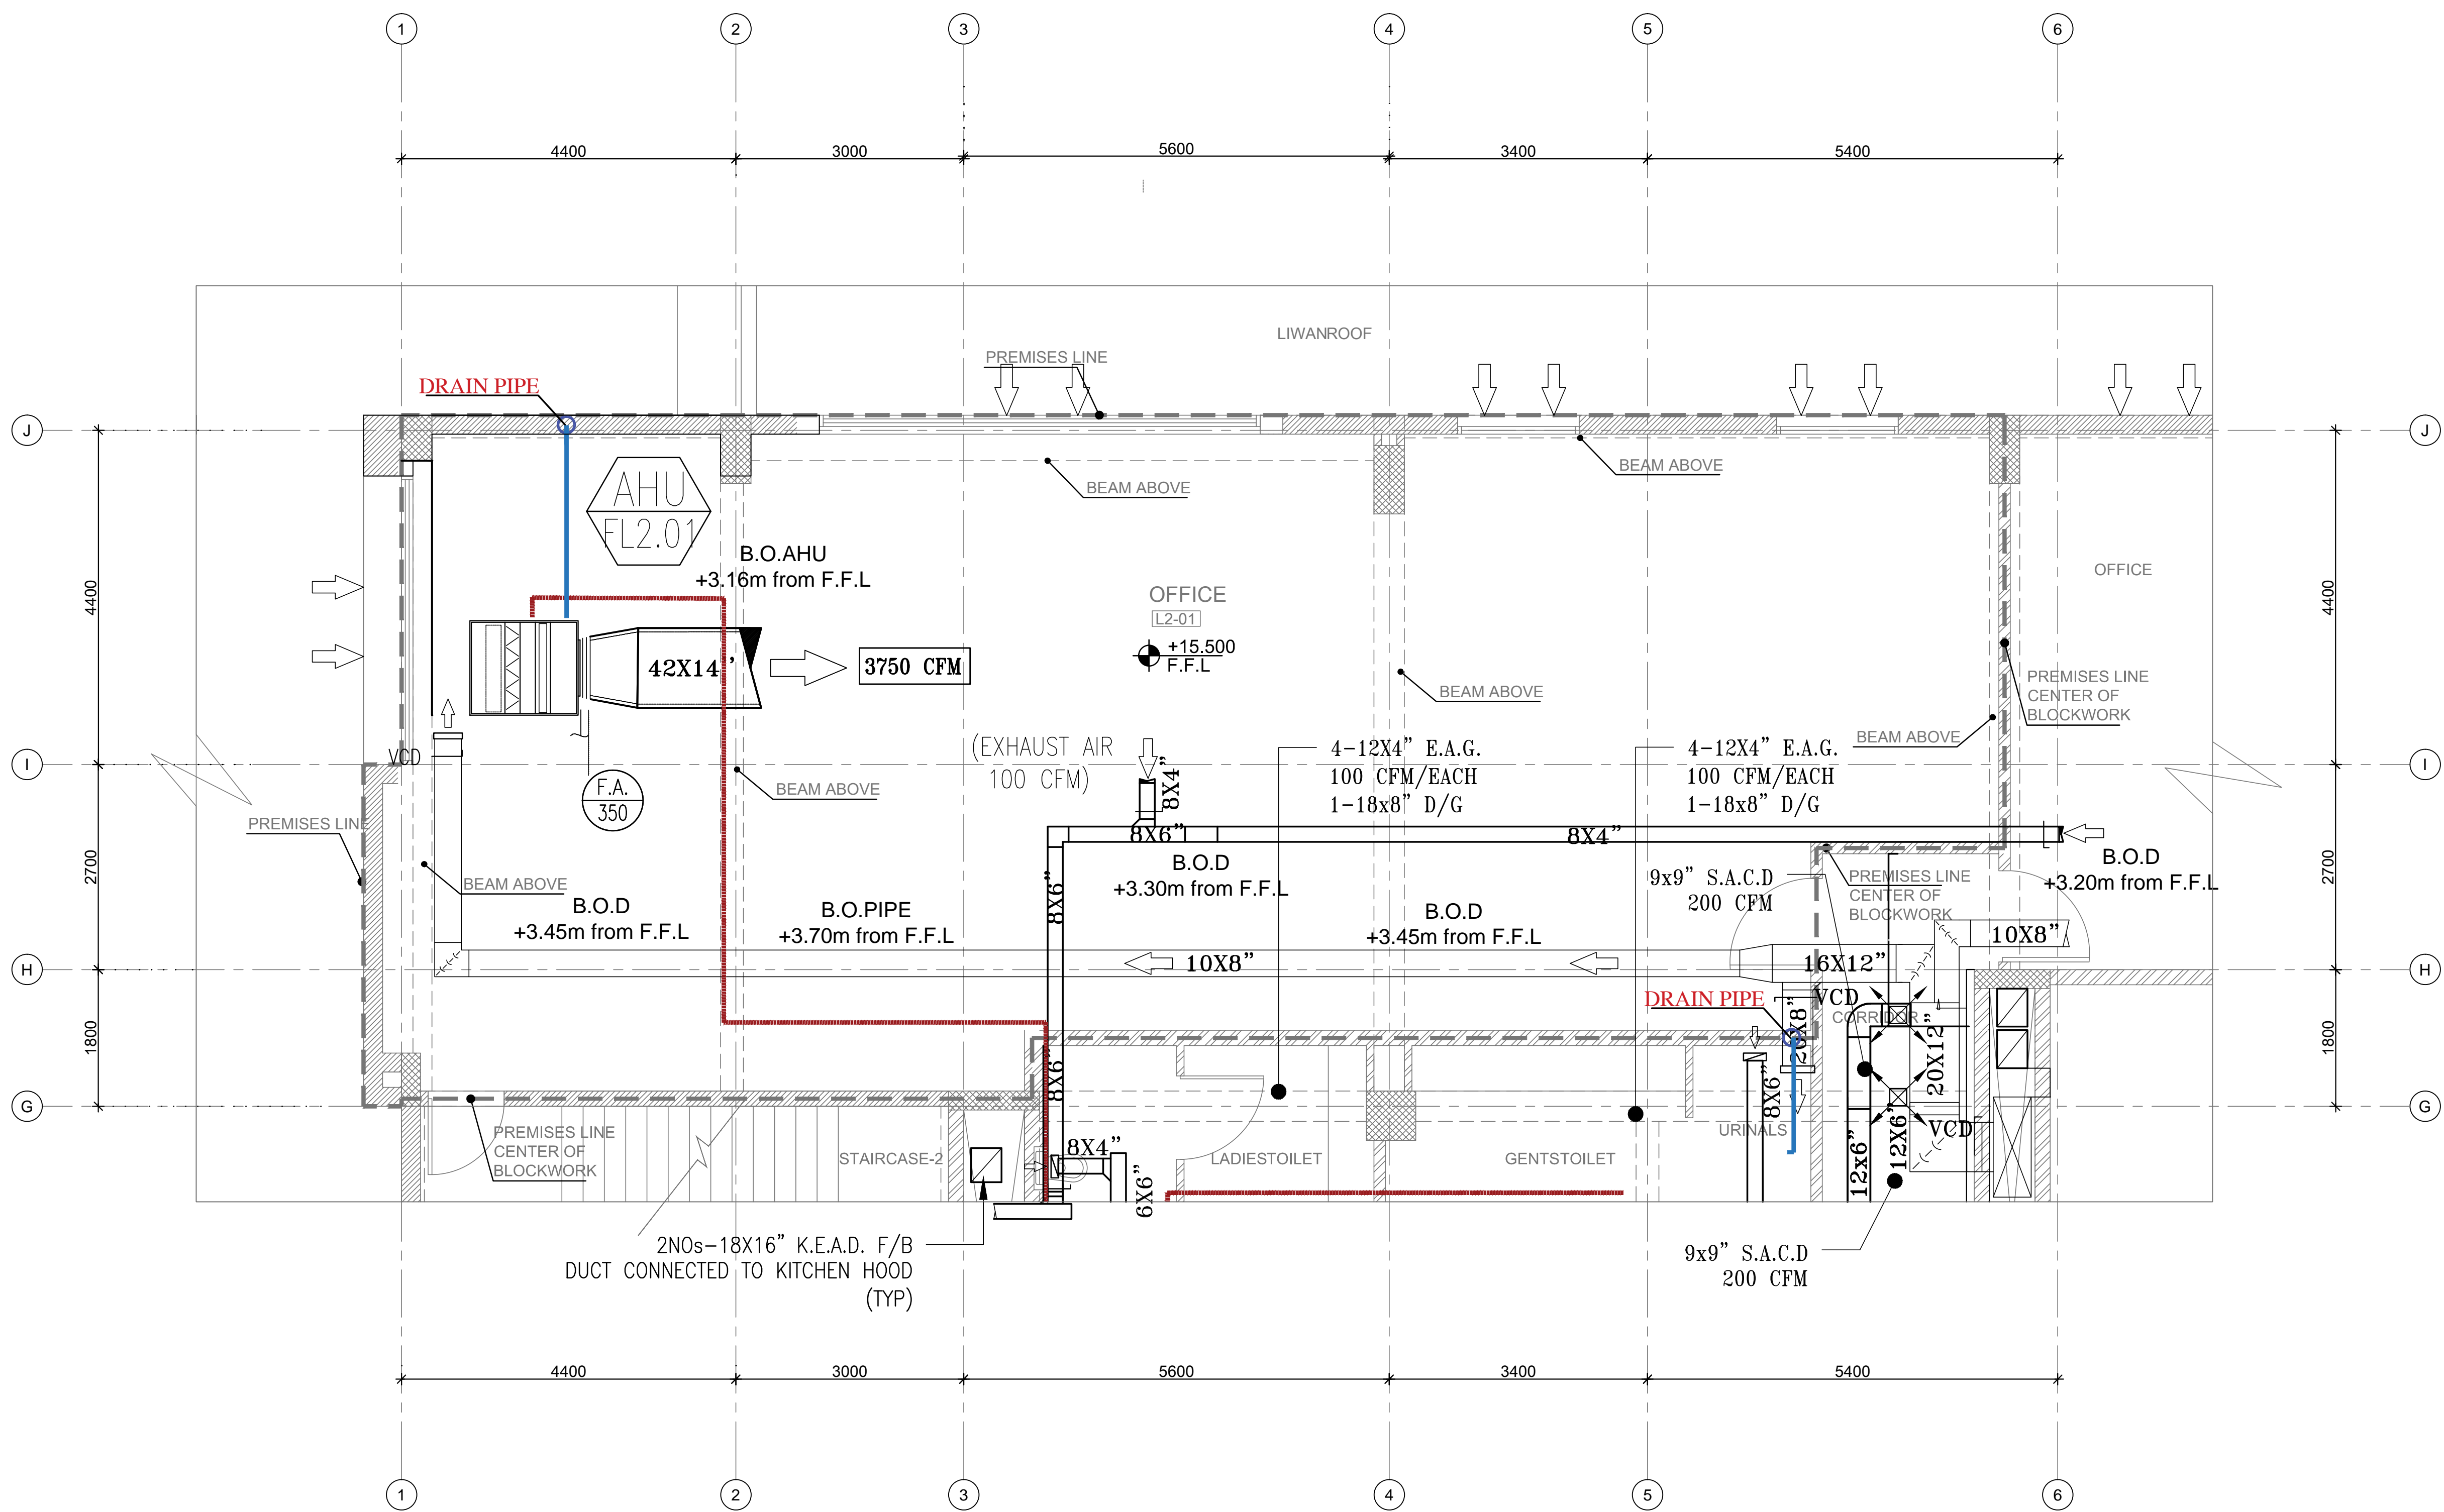 1
2
3
4
5
6
4400
3000
5600
3400
5400
LIWANROOF
PREMISES LINE
DRAIN PIPE
J
J
BEAM ABOVE
BEAM ABOVE
AHU
FL2.01
B.O.AHU
+3.16m from F.F.L
OFFICE
L2-01
+15.500
F.F.L
OFFICE
4400
4400
42X14"
3750 CFM
BEAM ABOVE
PREMISES LINE
CENTER OF
BLOCKWORK
VCD
F.A.
350
BEAM ABOVE
(EXHAUST AIR
100 CFM)
8X4"
4-12X4" E.A.G.
100 CFM/EACH
1-18x8" D/G
4-12X4" E.A.G.
100 CFM/EACH
1-18x8" D/G
BEAM ABOVE
I
I
PREMISES LINE
8X6"
8X4"
B.O.D
+3.30m from F.F.L
B.O.D
+3.20m from F.F.L
2700
2700
BEAM ABOVE
8X6"
9x9" S.A.C.D
200 CFM
PREMISES LINE
CENTER OF
BLOCKWORK
B.O.D
+3.45m from F.F.L
B.O.PIPE
+3.70m from F.F.L
B.O.D
+3.45m from F.F.L
10X8"
H
H
10X8"
16X12"
DRAIN PIPE
VCD
CORRIDOR
20X8"
20X12"
1800
1800
8X6"
8X6"
G
G
PREMISES LINE
CENTER OF
BLOCKWORK
STAIRCASE-2
8X4"
6X6"
LADIESTOILET
GENTSTOILET
URINALS
12x6"
12X6"
VCD
2NOs-18X16" K.E.A.D. F/B
DUCT CONNECTED TO KITCHEN HOOD
(TYP)
9x9" S.A.C.D
200 CFM
4400
3000
5600
3400
5400
1
2
3
4
5
6